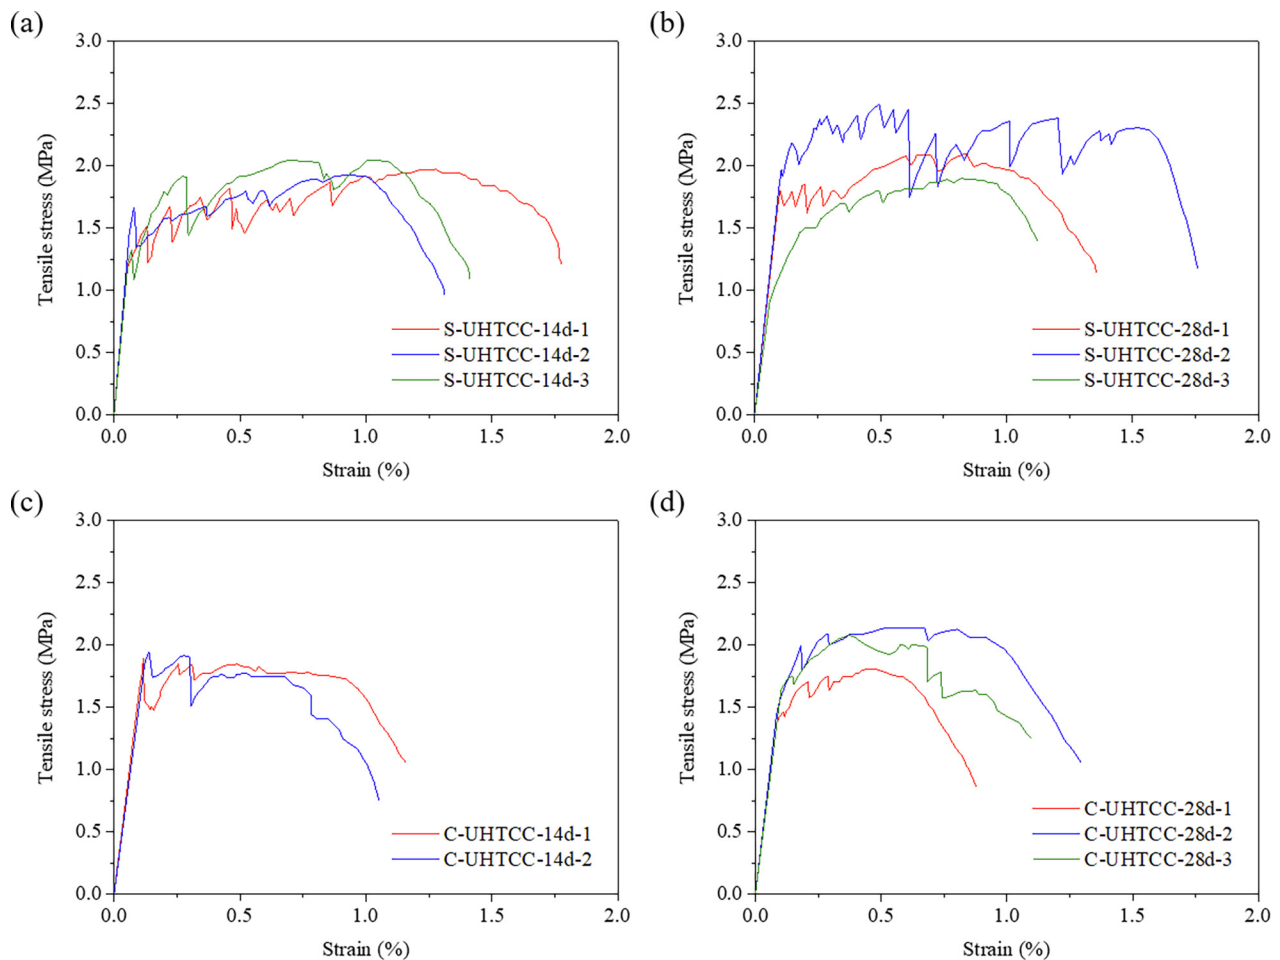 (a)
3.0
2.5
2.0
1.5
1.0
0.5
0.0
Tensile stress (MPa)
S-UHTCC-14d-1
S-UHTCC-14d-2
S-UHTCC-14d-3
0.0 0.5 1.0 1.5 2.0
Strain (%)
(b)
3.0
2.5
2.0
1.5
1.0
0.5
0.0
Tensile stress (MPa)
S-UHTCC-28d-1
S-UHTCC-28d-2
S-UHTCC-28d-3
0.0 0.5 1.0 1.5 2.0
Strain (%)
(c)
3.0
2.5
2.0
1.5
1.0
0.5
0.0
Tensile stress (MPa)
C-UHTCC-14d-1
C-UHTCC-14d-2
0.0 0.5 1.0 1.5 2.0
Strain (%)
(d)
3.0
2.5
2.0
1.5
1.0
0.5
0.0
Tensile stress (MPa)
C-UHTCC-28d-1
C-UHTCC-28d-2
C-UHTCC-28d-3
0.0 0.5 1.0 1.5 2.0
Strain (%)